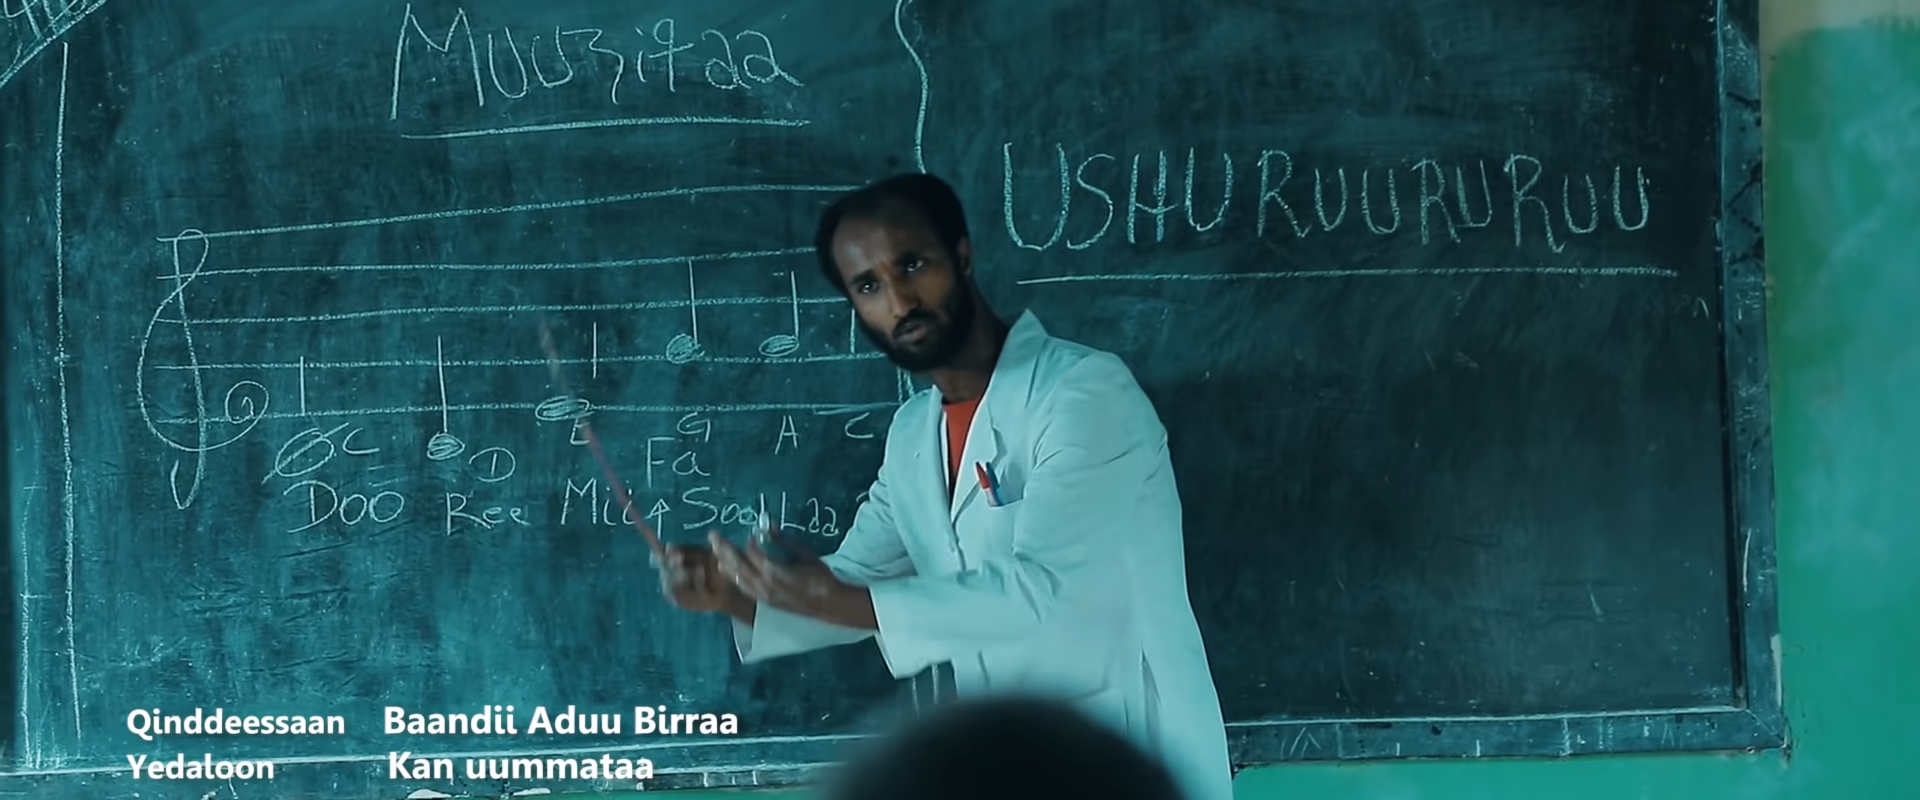 Muuziqaa
USHURUURURUU
C D E G A C
Fa
Doo Ree Mii Sool Laa
Qinddeessaan Baandii Aduu Birraa
Yedaloon Kan uummataa